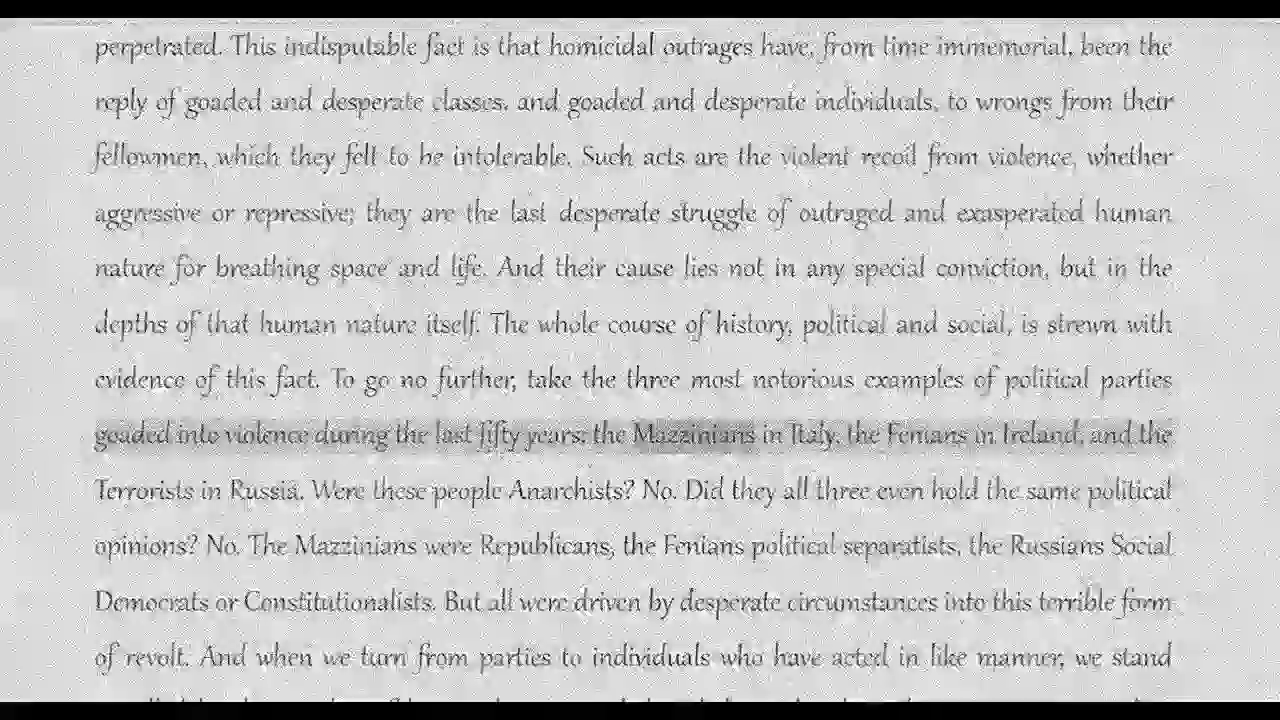 perpetrated. This indisputable fact is that homicidal outrages have, from time immemorial, been the
reply of goaded and desperate classes, and goaded and desperate individuals, to wrongs from their
fellowmen, which they felt to be intolerable. Such acts are the violent recoil from violence, whether
aggressive or repressive; they are the last desperate struggle of outraged and exasperated human
nature for breathing space and life. And their cause lies not in any special conviction, but in the
depths of that human nature itself. The whole course of history, political and social, is strewn with
evidence of this fact. To go no further, take the three most notorious examples of political parties
goaded into violence during the last fifty years: the Mazzinians in Italy, the Fenians in Ireland, and the
Terrorists in Russia. Were these people Anarchists? No. Did they all three even hold the same political
opinions? No. The Mazzinians were Republicans, the Fenians political separatists, the Russians Social
Democrats or Constitutionalists. But all were driven by desperate circumstances into this terrible form
of revolt. And when we turn from parties to individuals who have acted in like manner, we stand